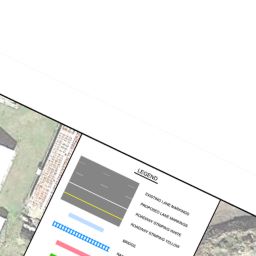 LEGEND
EXISTING LANE MARKINGS
PROPOSED LANE MARKINGS
ROADWAY STRIPING WHITE
ROADWAY STRIPING YELLOW
BRIDGE